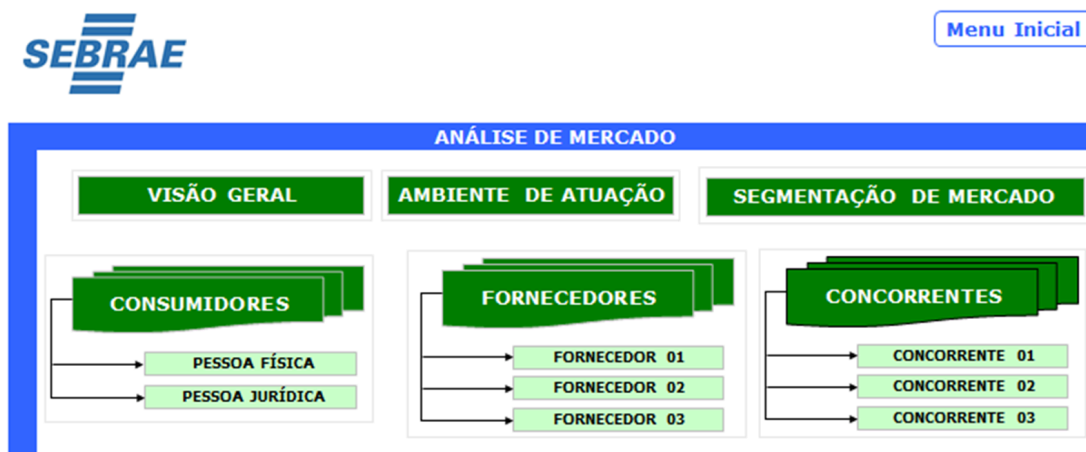 SEBRAE
Menu Inicial
ANÁLISE DE MERCADO
VISÃO GERAL
AMBIENTE DE ATUAÇÃO
SEGMENTAÇÃO DE MERCADO
CONSUMIDORES
PESSOA FÍSICA
PESSOA JURÍDICA
FORNECEDORES
FORNECEDOR 01
FORNECEDOR 02
FORNECEDOR 03
CONCORRENTES
CONCORRENTE 01
CONCORRENTE 02
CONCORRENTE 03